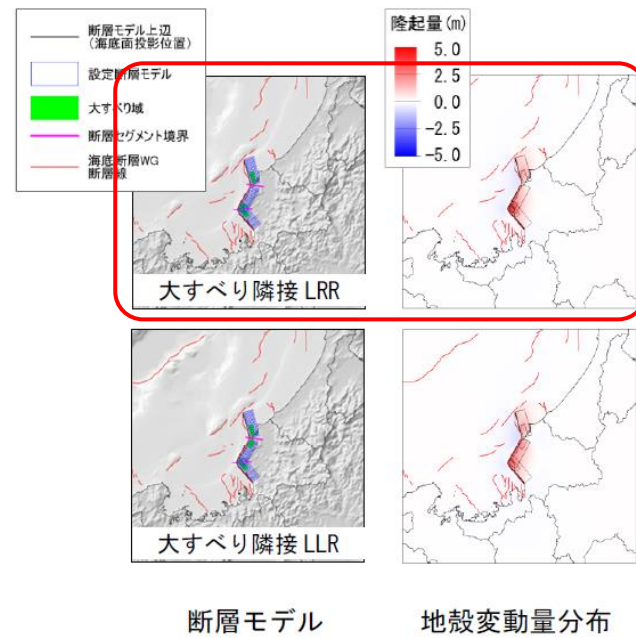 断層モデル上辺
(海底面投影位置)
設定断層モデル
大すべり域
断層セグメント境界
海底断層WG
断層線
隆起量(m)
5.0
2.5
0.0
-2.5
-5.0
大すべり隣接 LRR
大すべり隣接 LLR
断層モデル
地殻変動量分布